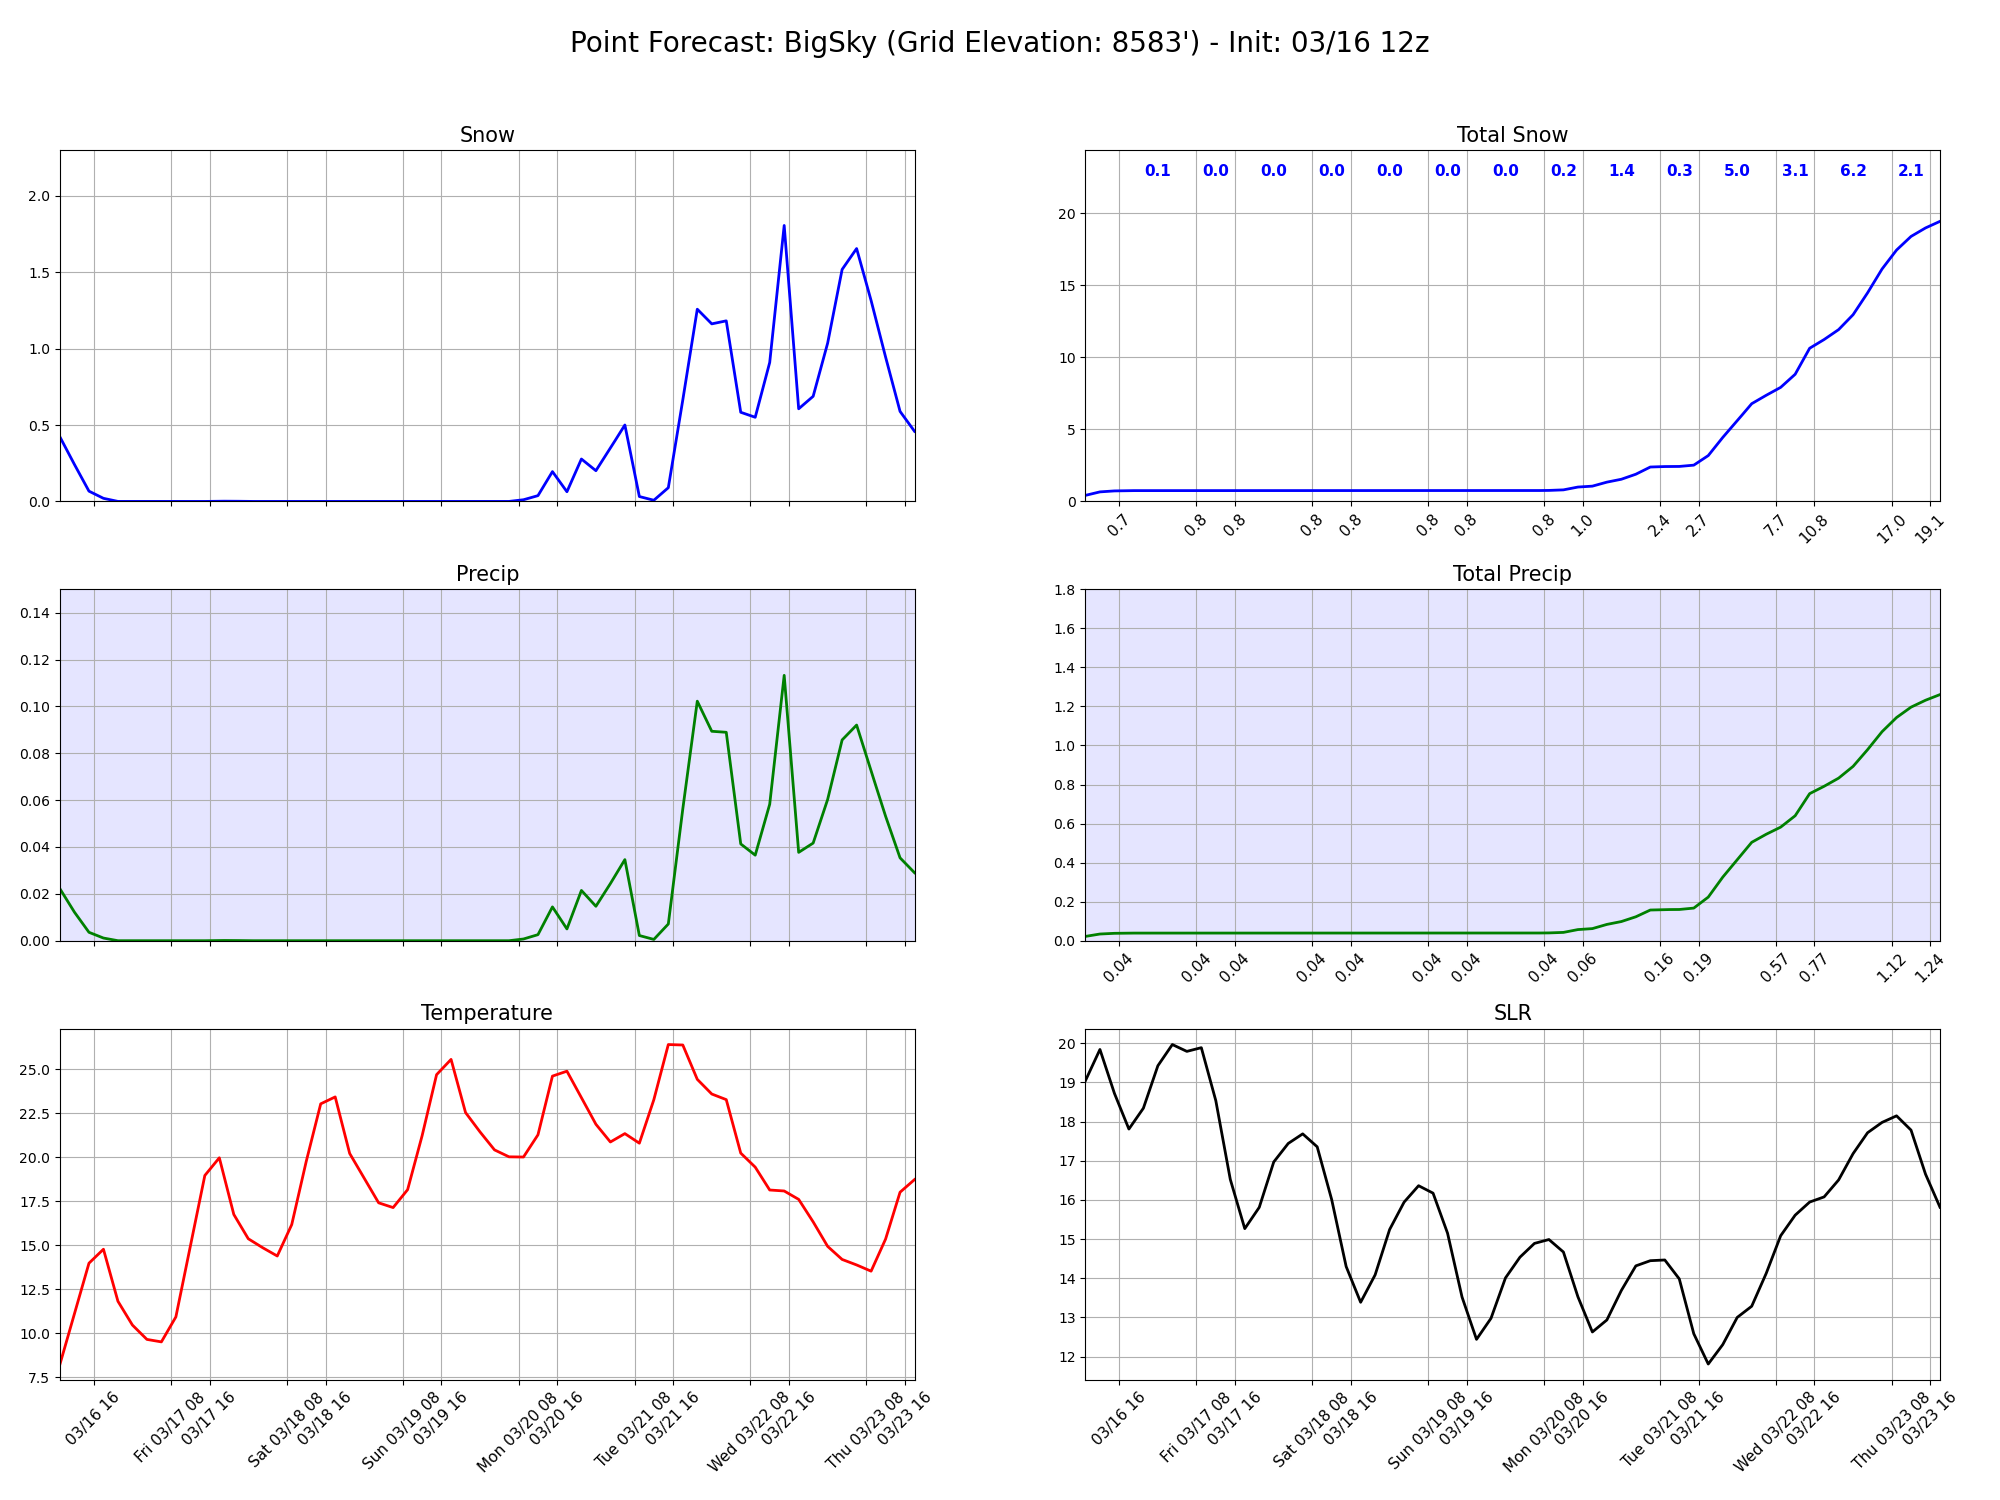 Point Forecast: BigSky (Grid Elevation: 8583') - Init: 03/16 12z
Snow
2.0
1.5
1.0
0.5
0.0
Total Snow
0.1 0.0 0.0 0.0 0.0 0.0 0.0 0.2 1.4 0.3 5.0 3.1 6.2 2.1
20
15
10
5
0
0.7 0.8 0.8 0.8 0.8 0.8 0.8 0.8 1.0 2.4 2.7 7.7 10.8 17.0 19.1
Precip
0.14
0.12
0.10
0.08
0.06
0.04
0.02
0.00
Total Precip
1.8
1.6
1.4
1.2
1.0
0.8
0.6
0.4
0.2
0.0
0.04 0.04 0.04 0.04 0.04 0.04 0.04 0.04 0.06 0.16 0.19 0.57 0.77 1.12 1.24
Temperature
25.0
22.5
20.0
17.5
15.0
12.5
10.0
7.5
03/16 16
Fri 03/17 08
03/17 16
Sat 03/18 08
03/18 16
Sun 03/19 08
03/19 16
Mon 03/20 08
03/20 16
Tue 03/21 08
03/21 16
Wed 03/22 08
03/22 16
Thu 03/23 08
03/23 16
SLR
20
19
18
17
16
15
14
13
12
03/16 16
Fri 03/17 08
03/17 16
Sat 03/18 08
03/18 16
Sun 03/19 08
03/19 16
Mon 03/20 08
03/20 16
Tue 03/21 08
03/21 16
Wed 03/22 08
03/22 16
Thu 03/23 08
03/23 16